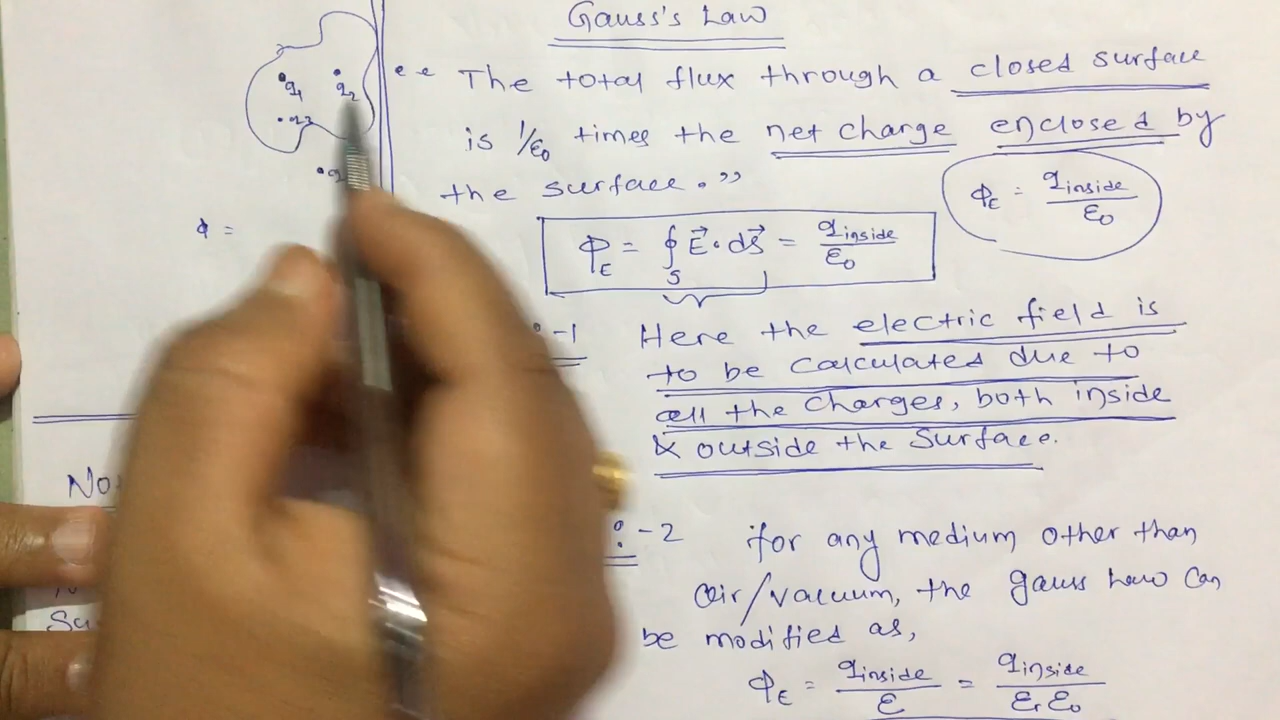 Gauss's Law
q1
q2
q3
" The total flux through a closed surface
is 1/ε0 times the net charge enclosed by
the surface."
ΦE = qinside/ε0
Φ =
ΦE = ∮S E⃗ · dS⃗ = qinside/ε0
:-1 Here the electric field is
to be calculated due to
all the charges, both inside
& outside the surface.
:-2 for any medium other than
air/vacuum, the gauss Law can
be modified as,
ΦE = qinside/ε = qinside/εrε0